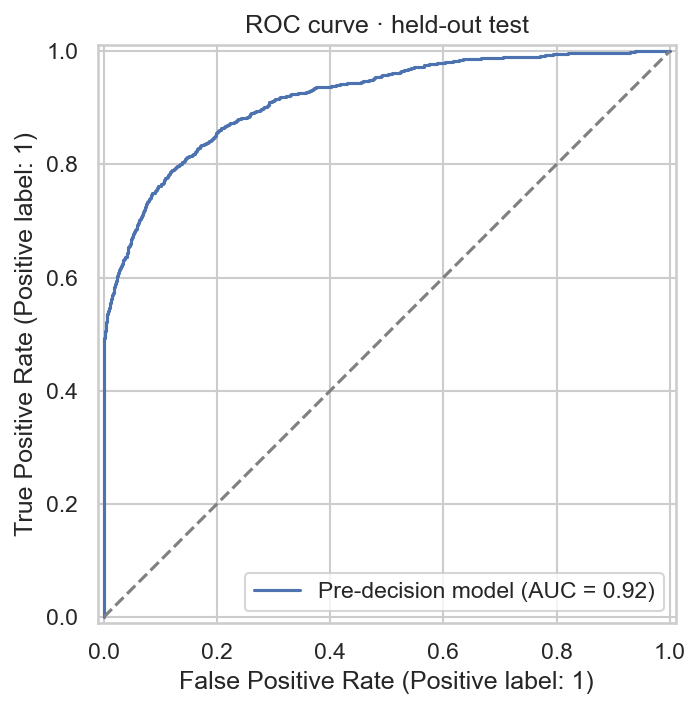 ROC curve · held-out test
True Positive Rate (Positive label: 1)
1.0
0.8
0.6
0.4
0.2
0.0
Pre-decision model (AUC = 0.92)
0.0 0.2 0.4 0.6 0.8 1.0
False Positive Rate (Positive label: 1)